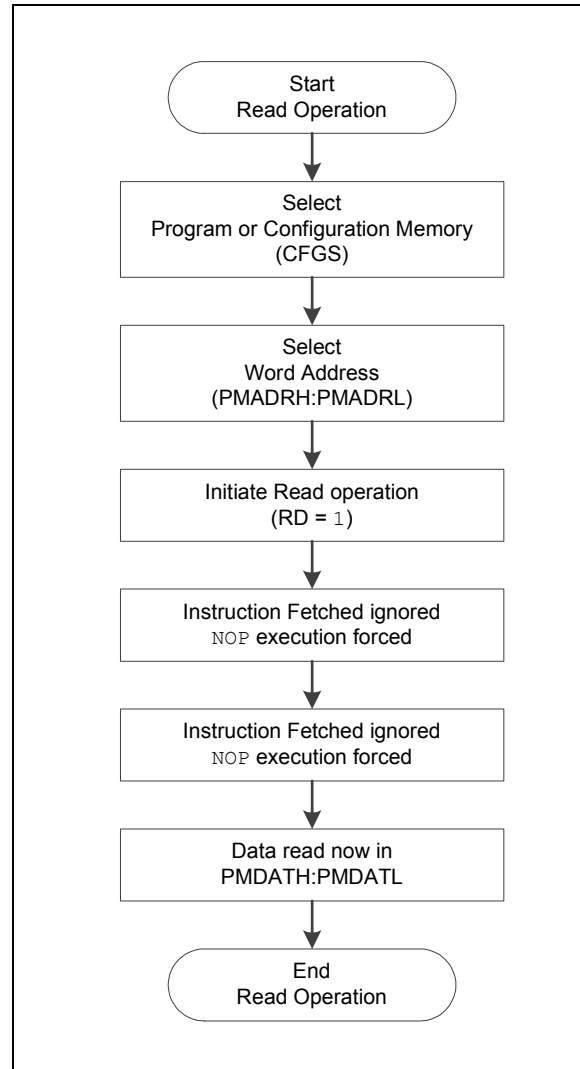 Start
Read Operation
Select
Program or Configuration Memory
(CFGS)
Select
Word Address
(PMADRH:PMADRL)
Initiate Read operation
(RD = 1)
Instruction Fetched ignored
NOP execution forced
Instruction Fetched ignored
NOP execution forced
Data read now in
PMDATH:PMDATL
End
Read Operation